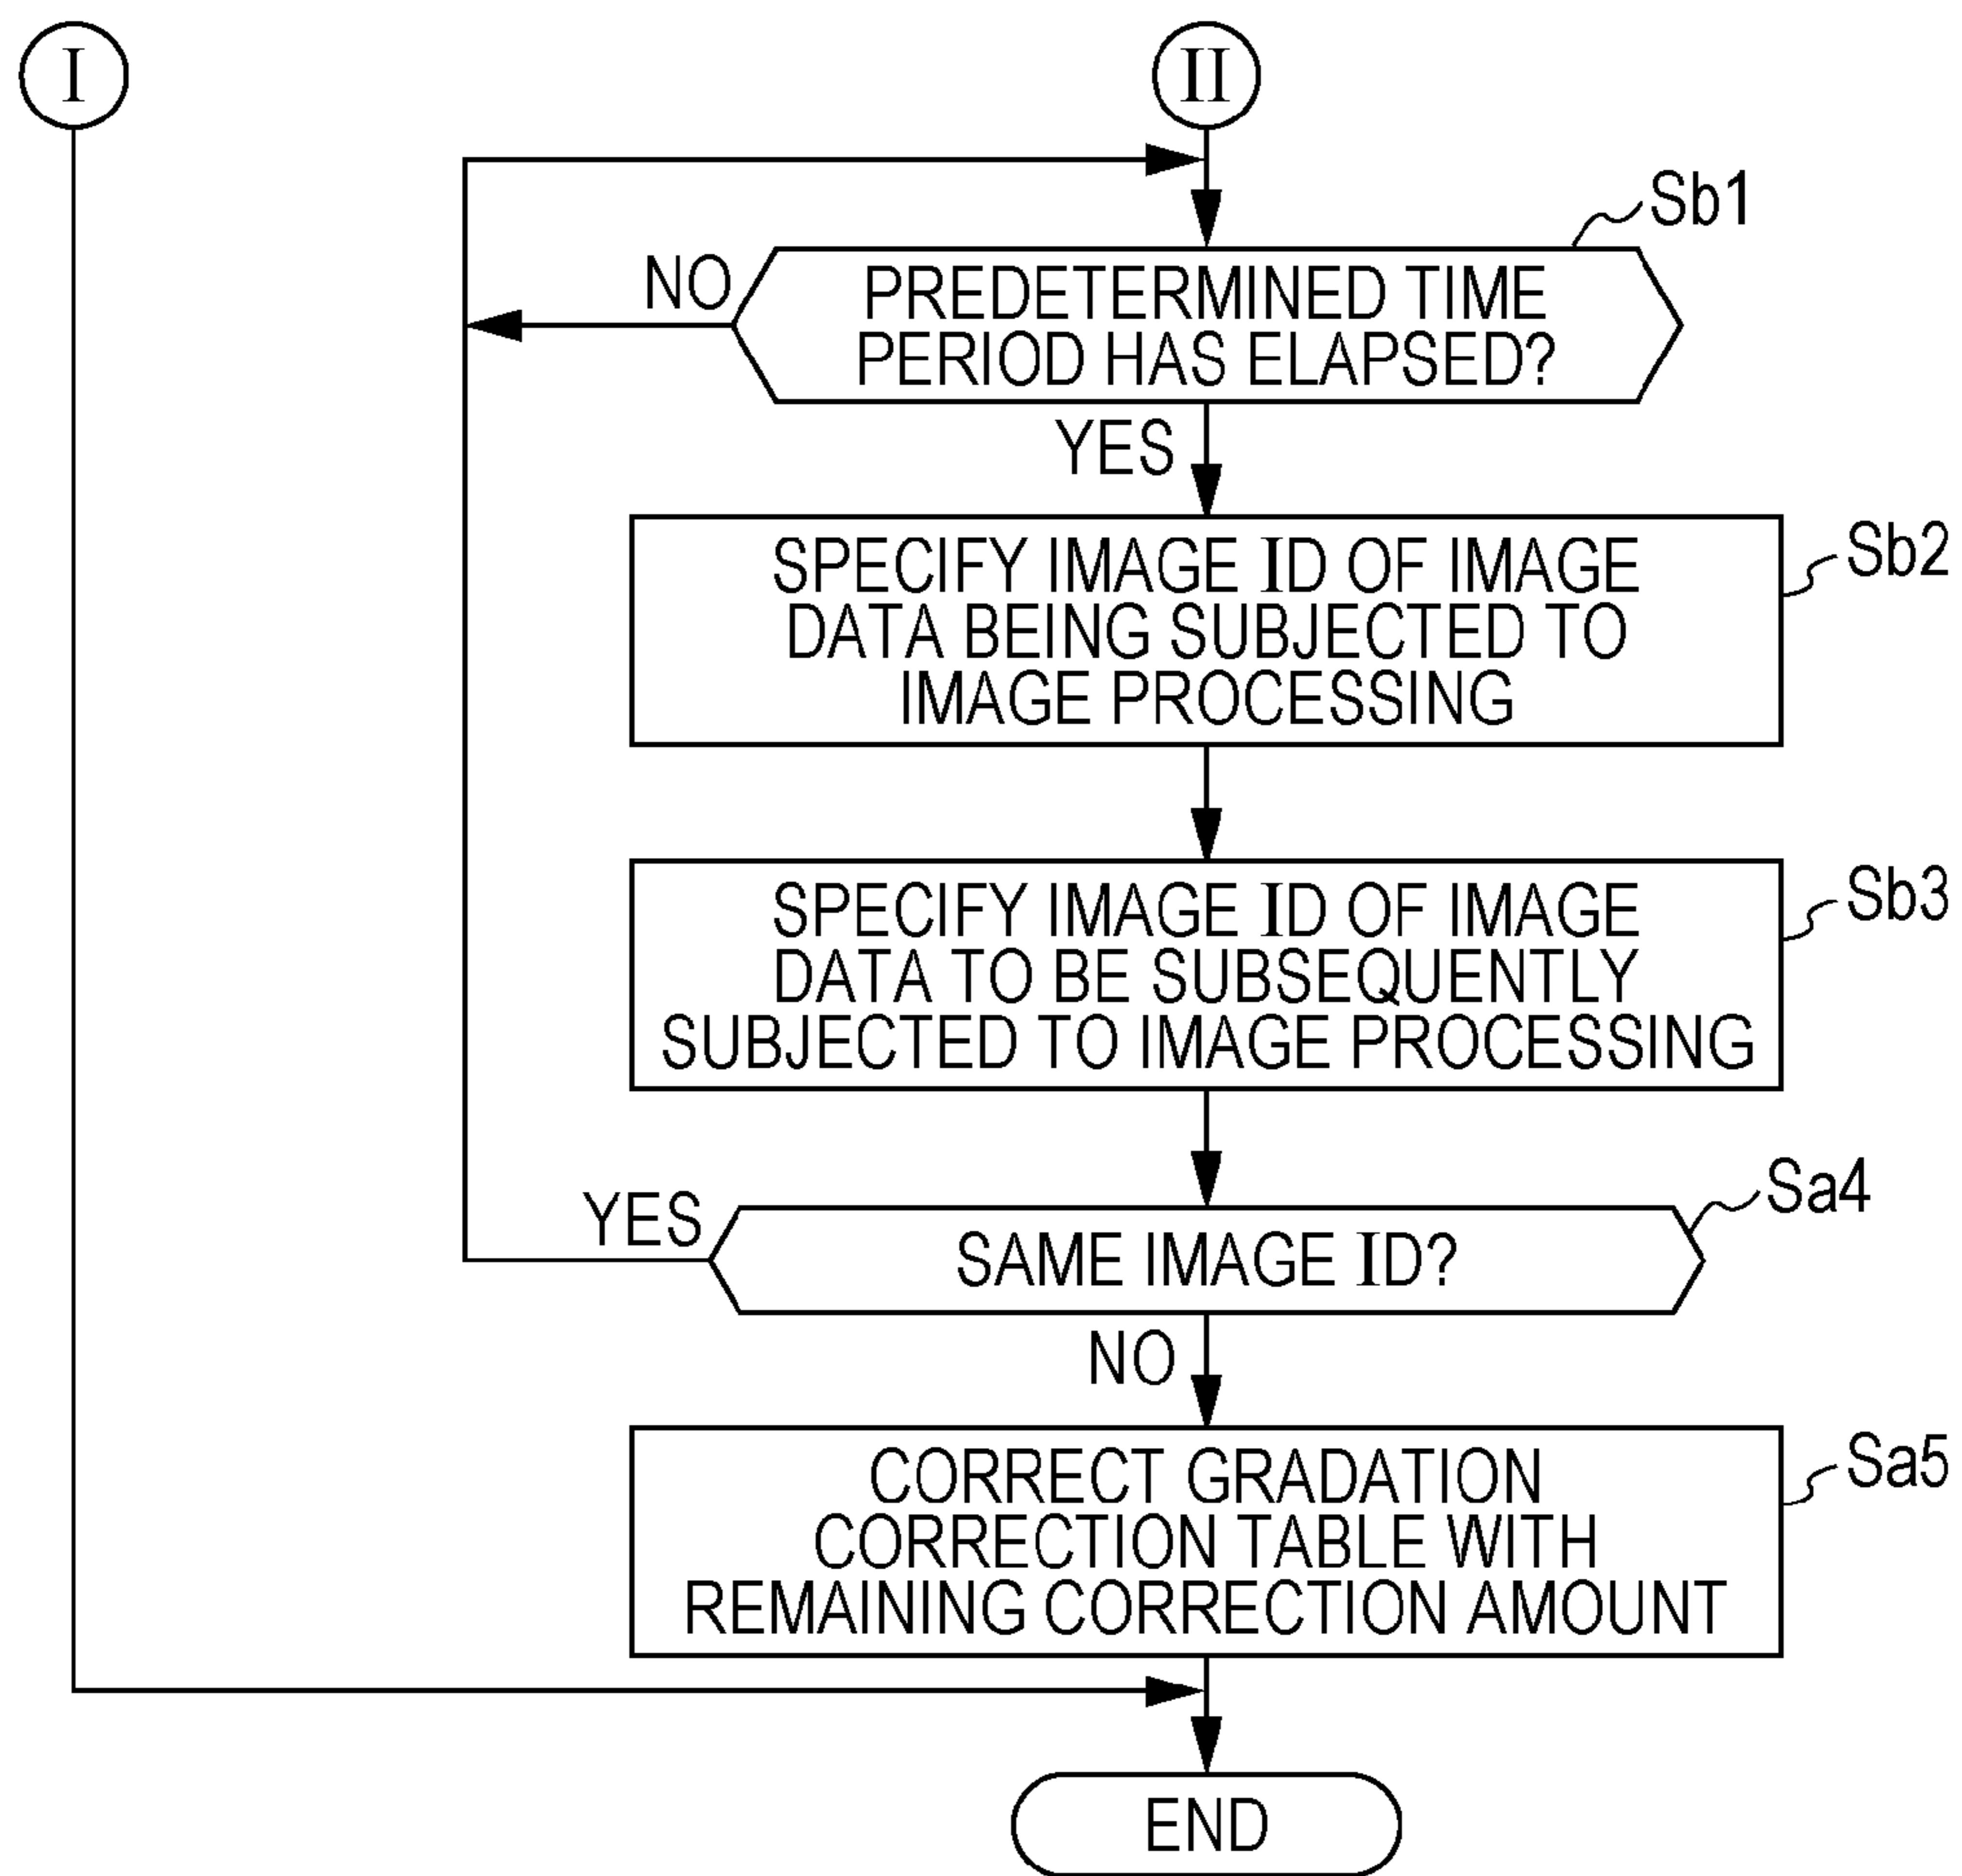 I
II
Sb1
NO
PREDETERMINED TIME
PERIOD HAS ELAPSED?
YES
Sb2
SPECIFY IMAGE ID OF IMAGE
DATA BEING SUBJECTED TO
IMAGE PROCESSING
Sb3
SPECIFY IMAGE ID OF IMAGE
DATA TO BE SUBSEQUENTLY
SUBJECTED TO IMAGE PROCESSING
Sa4
YES
SAME IMAGE ID?
NO
Sa5
CORRECT GRADATION
CORRECTION TABLE WITH
REMAINING CORRECTION AMOUNT
END